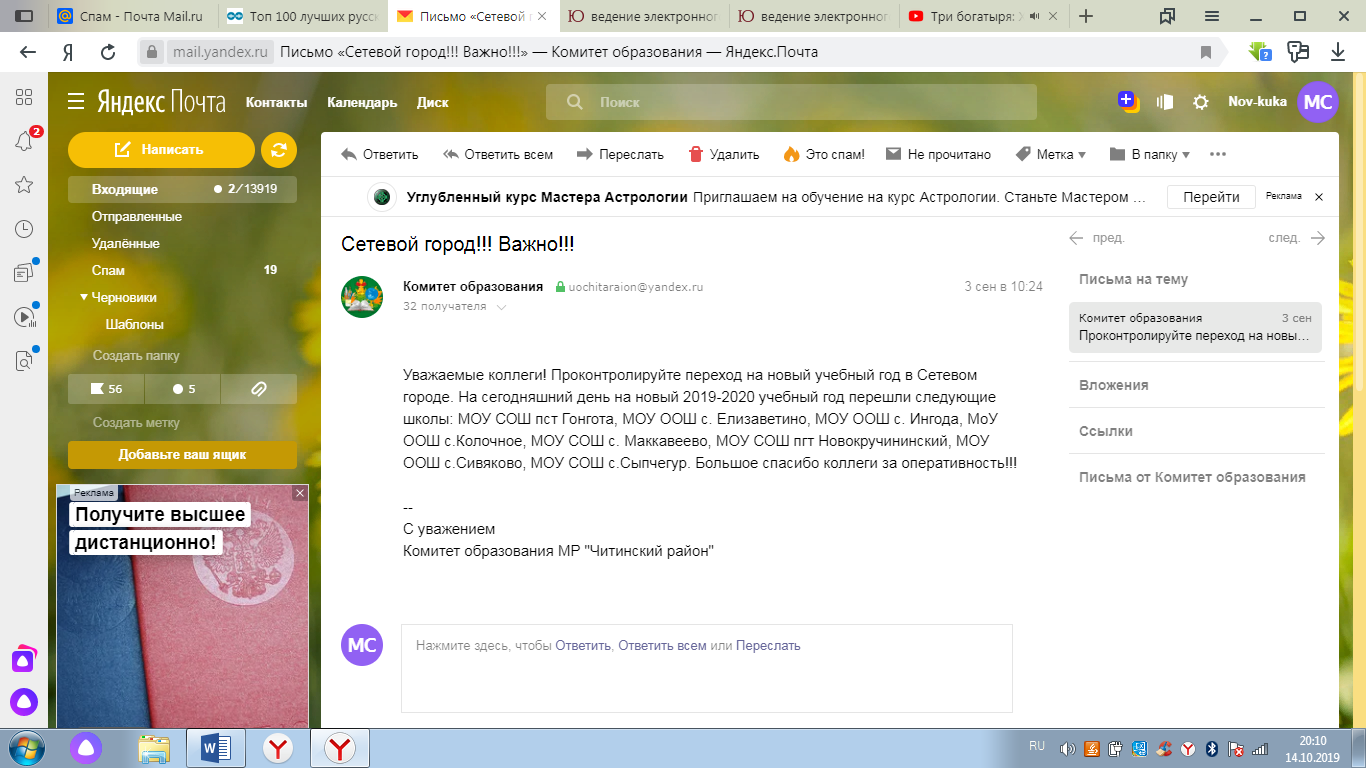 Спам - Почта Mail.ru
Топ 100 лучших русск
Письмо «Сетевой г
ведение электронног
ведение электронног
Три богатыря: Х
mail.yandex.ru Письмо «Сетевой город!!! Важно!!!» — Комитет образования — Яндекс.Почта
Яндекс Почта Контакты Календарь Диск
Поиск
Nov-kuka
МС
2
Написать
Входящие 2/13919
Отправленные
Удалённые
Спам 19
Черновики
Шаблоны
Создать папку
56 5
Создать метку
Добавьте ваш ящик
Реклама
Получите высшее
дистанционно!
Ответить Ответить всем Переслать Удалить Это спам! Не прочитано Метка В папку
Углубленный курс Мастера Астрологии Приглашаем на обучение на курс Астрологии. Станьте Мастером ...
Перейти
Реклама
Сетевой город!!! Важно!!!
Комитет образования uochitaraion@yandex.ru 3 сен в 10:24
32 получателя
Уважаемые коллеги! Проконтролируйте переход на новый учебный год в Сетевом
городе. На сегодняшний день на новый 2019-2020 учебный год перешли следующие
школы: МОУ СОШ пст Гонгота, МОУ ООШ с. Елизаветино, МОУ ООШ с. Ингода, МоУ
ООШ с.Колочное, МОУ СОШ с. Маккавеево, МОУ СОШ пгт Новокручининский, МОУ
ООШ с.Сивяково, МОУ СОШ с.Сыпчегур. Большое спасибо коллеги за оперативность!!!
--
С уважением
Комитет образования МР "Читинский район"
МС
Нажмите здесь, чтобы Ответить, Ответить всем или Переслать
пред. след.
Письма на тему
Комитет образования 3 сен
Проконтролируйте переход на новы...
Вложения
Ссылки
Письма от Комитет образования
RU
20:10
14.10.2019